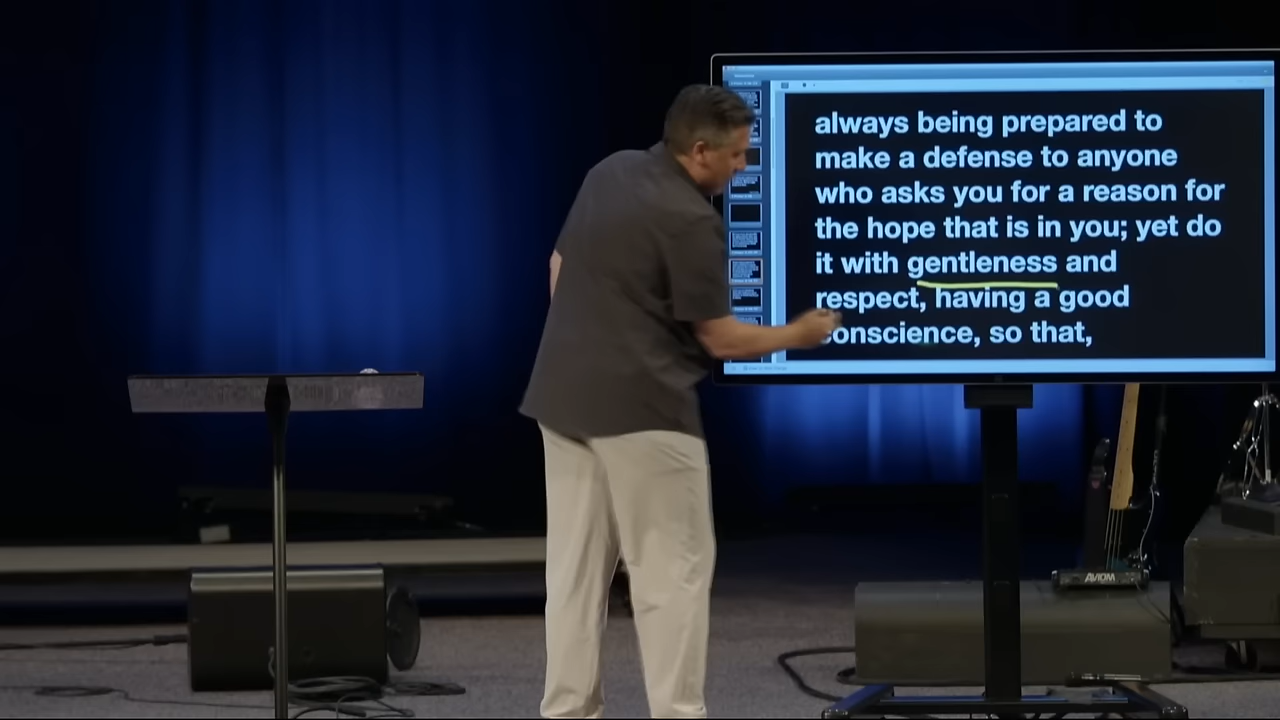 always being prepared to
make a defense to anyone
who asks you for a reason for
the hope that is in you; yet do
it with gentleness and
respect, having a good
conscience, so that,
AVIOM